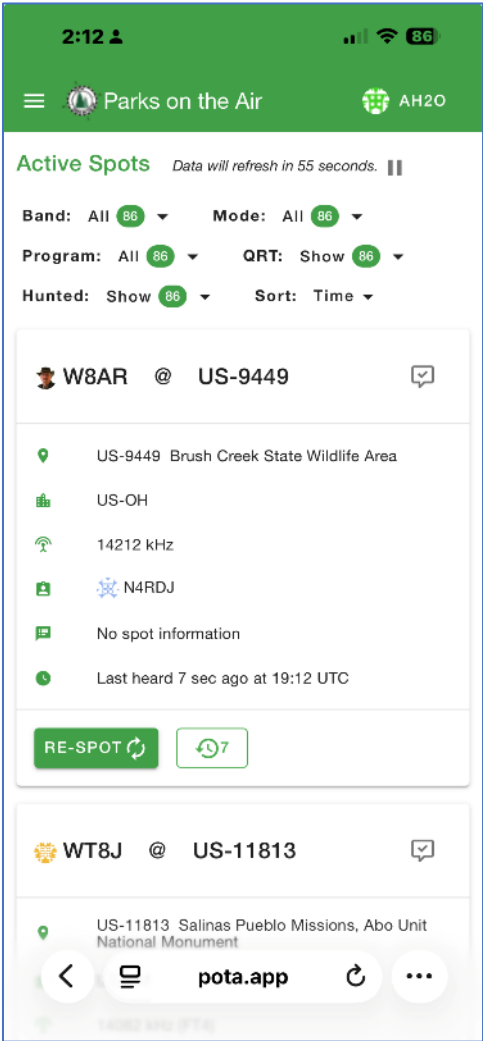 2:12
86
Parks on the Air
AH2O
Active Spots Data will refresh in 55 seconds.
Band: All 86 Mode: All 86
Program: All 86 QRT: Show 86
Hunted: Show 86 Sort: Time
W8AR @ US-9449
US-9449 Brush Creek State Wildlife Area
US-OH
14212 kHz
N4RDJ
No spot information
Last heard 7 sec ago at 19:12 UTC
RE-SPOT 7
WT8J @ US-11813
US-11813 Salinas Pueblo Missions, Abo Unit
National Monument
pota.app
14082 kHz (FT4)